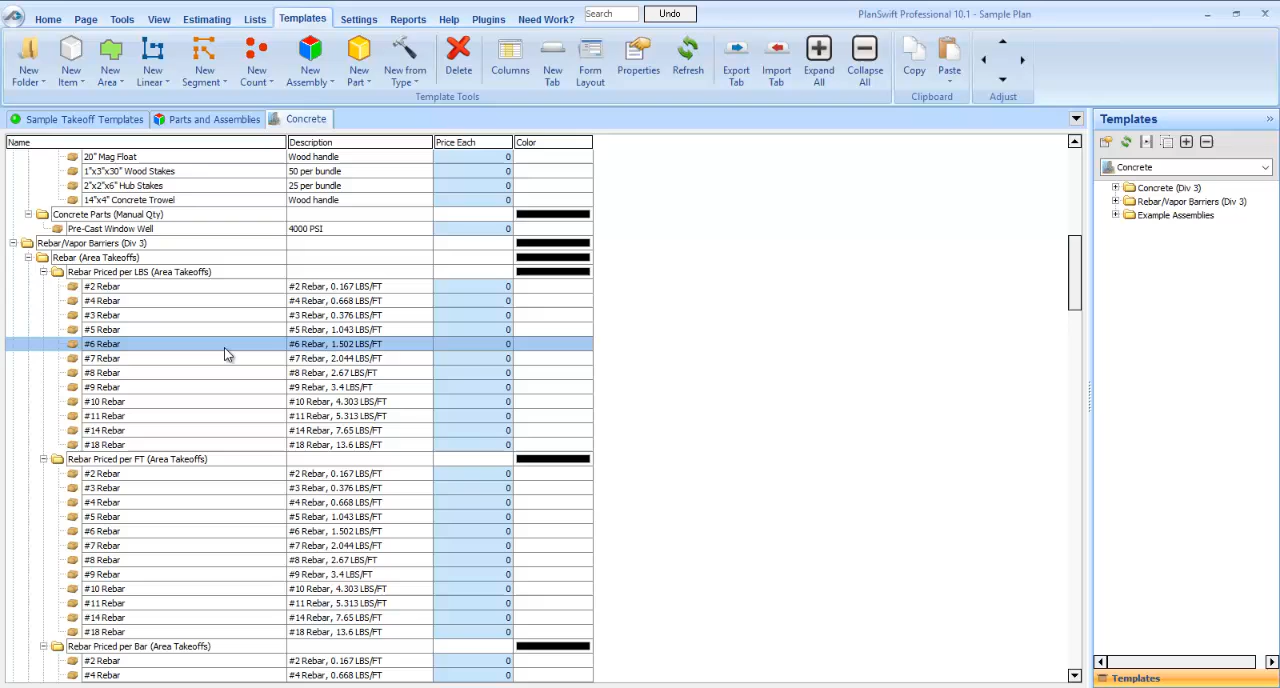 Home Page Tools View Estimating Lists Templates Settings Reports Help Plugins Need Work? Search Undo PlanSwift Professional 10.1 - Sample Plan
New Folder New Item New Area New Linear New Segment New Count New Assembly New Part New from Type Delete Columns New Tab Form Layout Properties Refresh Export Tab Import Tab Expand All Collapse All Copy Paste
Template Tools Clipboard Adjust
Sample Takeoff Templates Parts and Assemblies Concrete
Name Description Price Each Color
20" Mag Float Wood handle 0
1"x3"x30" Wood Stakes 50 per bundle 0
2"x2"x6" Hub Stakes 25 per bundle 0
14"x4" Concrete Trowel Wood handle 0
Concrete Parts (Manual Qty)
Pre-Cast Window Well 4000 PSI 0
Rebar/Vapor Barriers (Div 3)
Rebar (Area Takeoffs)
Rebar Priced per LBS (Area Takeoffs)
#2 Rebar #2 Rebar, 0.167 LBS/FT 0
#4 Rebar #4 Rebar, 0.668 LBS/FT 0
#3 Rebar #3 Rebar, 0.376 LBS/FT 0
#5 Rebar #5 Rebar, 1.043 LBS/FT 0
#6 Rebar #6 Rebar, 1.502 LBS/FT 0
#7 Rebar #7 Rebar, 2.044 LBS/FT 0
#8 Rebar #8 Rebar, 2.67 LBS/FT 0
#9 Rebar #9 Rebar, 3.4 LBS/FT 0
#10 Rebar #10 Rebar, 4.303 LBS/FT 0
#11 Rebar #11 Rebar, 5.313 LBS/FT 0
#14 Rebar #14 Rebar, 7.65 LBS/FT 0
#18 Rebar #18 Rebar, 13.6 LBS/FT 0
Rebar Priced per FT (Area Takeoffs)
#2 Rebar #2 Rebar, 0.167 LBS/FT 0
#3 Rebar #3 Rebar, 0.376 LBS/FT 0
#4 Rebar #4 Rebar, 0.668 LBS/FT 0
#5 Rebar #5 Rebar, 1.043 LBS/FT 0
#6 Rebar #6 Rebar, 1.502 LBS/FT 0
#7 Rebar #7 Rebar, 2.044 LBS/FT 0
#8 Rebar #8 Rebar, 2.67 LBS/FT 0
#9 Rebar #9 Rebar, 3.4 LBS/FT 0
#10 Rebar #10 Rebar, 4.303 LBS/FT 0
#11 Rebar #11 Rebar, 5.313 LBS/FT 0
#14 Rebar #14 Rebar, 7.65 LBS/FT 0
#18 Rebar #18 Rebar, 13.6 LBS/FT 0
Rebar Priced per Bar (Area Takeoffs)
#2 Rebar #2 Rebar, 0.167 LBS/FT 0
#4 Rebar #4 Rebar, 0.668 LBS/FT 0
Templates
Concrete
Concrete (Div 3)
Rebar/Vapor Barriers (Div 3)
Example Assemblies
Templates